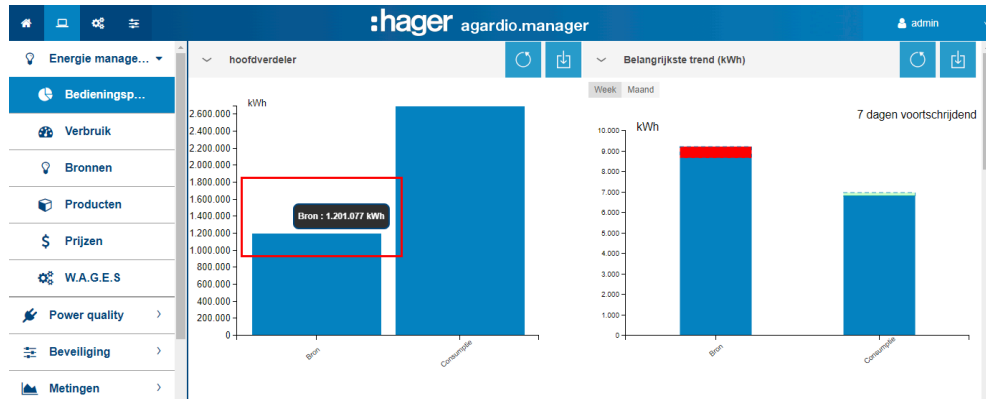 :hager agardio.manager
admin
Energie manage...
Bedieningsp...
Verbruik
Bronnen
Producten
Prijzen
W.A.G.E.S
Power quality
Beveiliging
Metingen
hoofdverdeler
kWh
2.600.000
2.400.000
2.200.000
2.000.000
1.800.000
1.600.000
1.400.000
1.200.000
1.000.000
800.000
600.000
400.000
200.000
0
Bron : 1.201.077 kWh
Bron
Consumptie
Belangrijkste trend (kWh)
Week Maand
7 dagen voortschrijdend
kWh
10.000
9.000
8.000
7.000
6.000
5.000
4.000
3.000
2.000
1.000
0
Bron
Consumptie